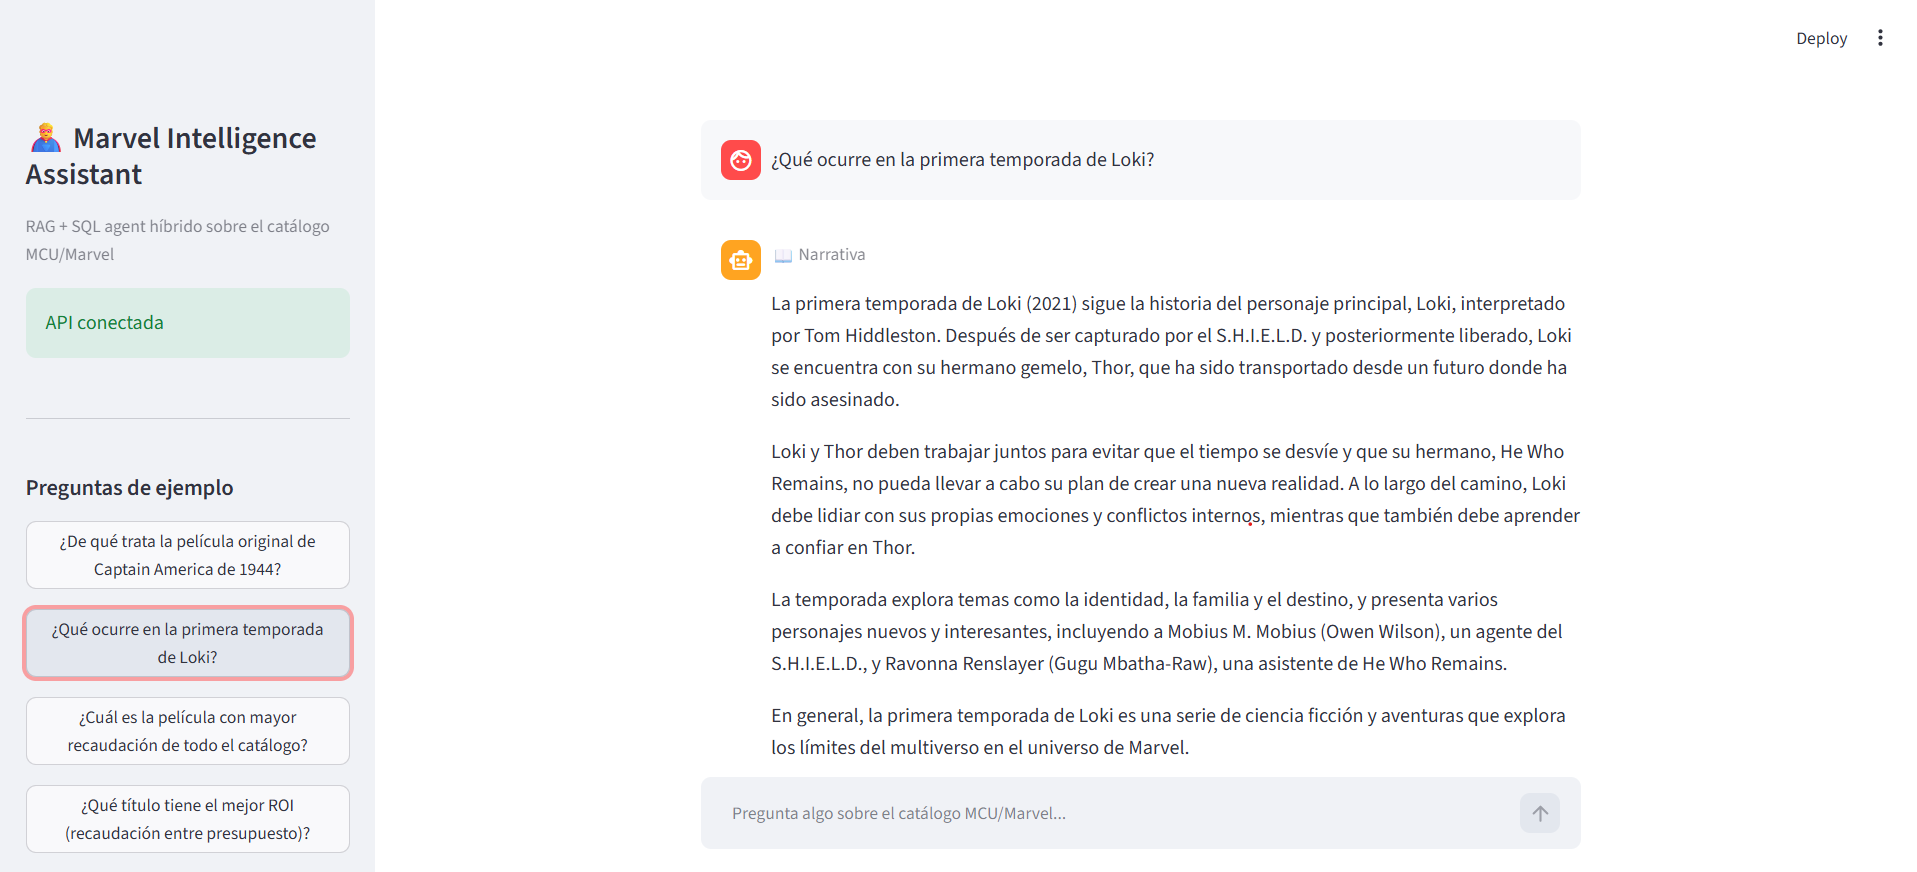 Deploy
Marvel Intelligence
Assistant
RAG + SQL agent híbrido sobre el catálogo
MCU/Marvel
API conectada
Preguntas de ejemplo
¿De qué trata la película original de
Captain America de 1944?
¿Qué ocurre en la primera temporada
de Loki?
¿Cuál es la película con mayor
recaudación de todo el catálogo?
¿Qué título tiene el mejor ROI
(recaudación entre presupuesto)?
¿Qué ocurre en la primera temporada de Loki?
Narrativa
La primera temporada de Loki (2021) sigue la historia del personaje principal, Loki, interpretado
por Tom Hiddleston. Después de ser capturado por el S.H.I.E.L.D. y posteriormente liberado, Loki
se encuentra con su hermano gemelo, Thor, que ha sido transportado desde un futuro donde ha
sido asesinado.
Loki y Thor deben trabajar juntos para evitar que el tiempo se desvíe y que su hermano, He Who
Remains, no pueda llevar a cabo su plan de crear una nueva realidad. A lo largo del camino, Loki
debe lidiar con sus propias emociones y conflictos internos, mientras que también debe aprender
a confiar en Thor.
La temporada explora temas como la identidad, la familia y el destino, y presenta varios
personajes nuevos y interesantes, incluyendo a Mobius M. Mobius (Owen Wilson), un agente del
S.H.I.E.L.D., y Ravonna Renslayer (Gugu Mbatha-Raw), una asistente de He Who Remains.
En general, la primera temporada de Loki es una serie de ciencia ficción y aventuras que explora
los límites del multiverso en el universo de Marvel.
Pregunta algo sobre el catálogo MCU/Marvel...